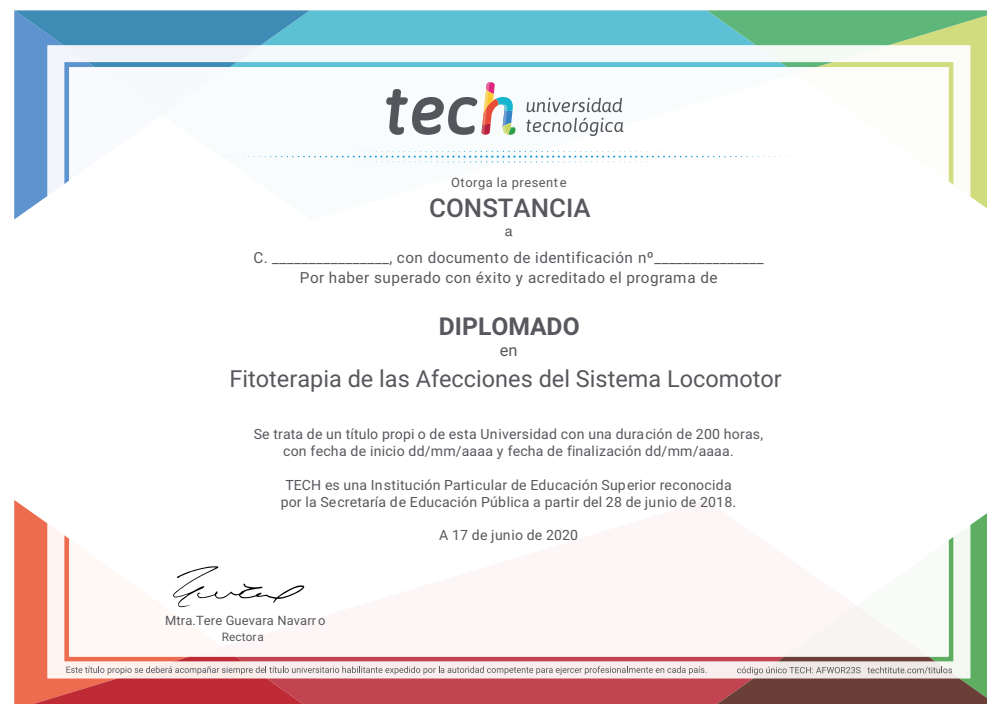 tech universidad
tecnológica
Otorga la presente
CONSTANCIA
a
C. ________________, con documento de identificación nº_______________
Por haber superado con éxito y acreditado el programa de
DIPLOMADO
en
Fitoterapia de las Afecciones del Sistema Locomotor
Se trata de un título propi o de esta Universidad con una duración de 200 horas,
con fecha de inicio dd/mm/aaaa y fecha de finalización dd/mm/aaaa.
TECH es una Institución Particular de Educación Superior reconocida
por la Secretaría de Educación Pública a partir del 28 de junio de 2018.
A 17 de junio de 2020
Mtra.Tere Guevara Navarro
Rectora
Este título propio se deberá acompañar siempre del título universitario habilitante expedido por la autoridad competente para ejercer profesionalmente en cada país. código único TECH: AFWOR23S techtitute.com/titulos